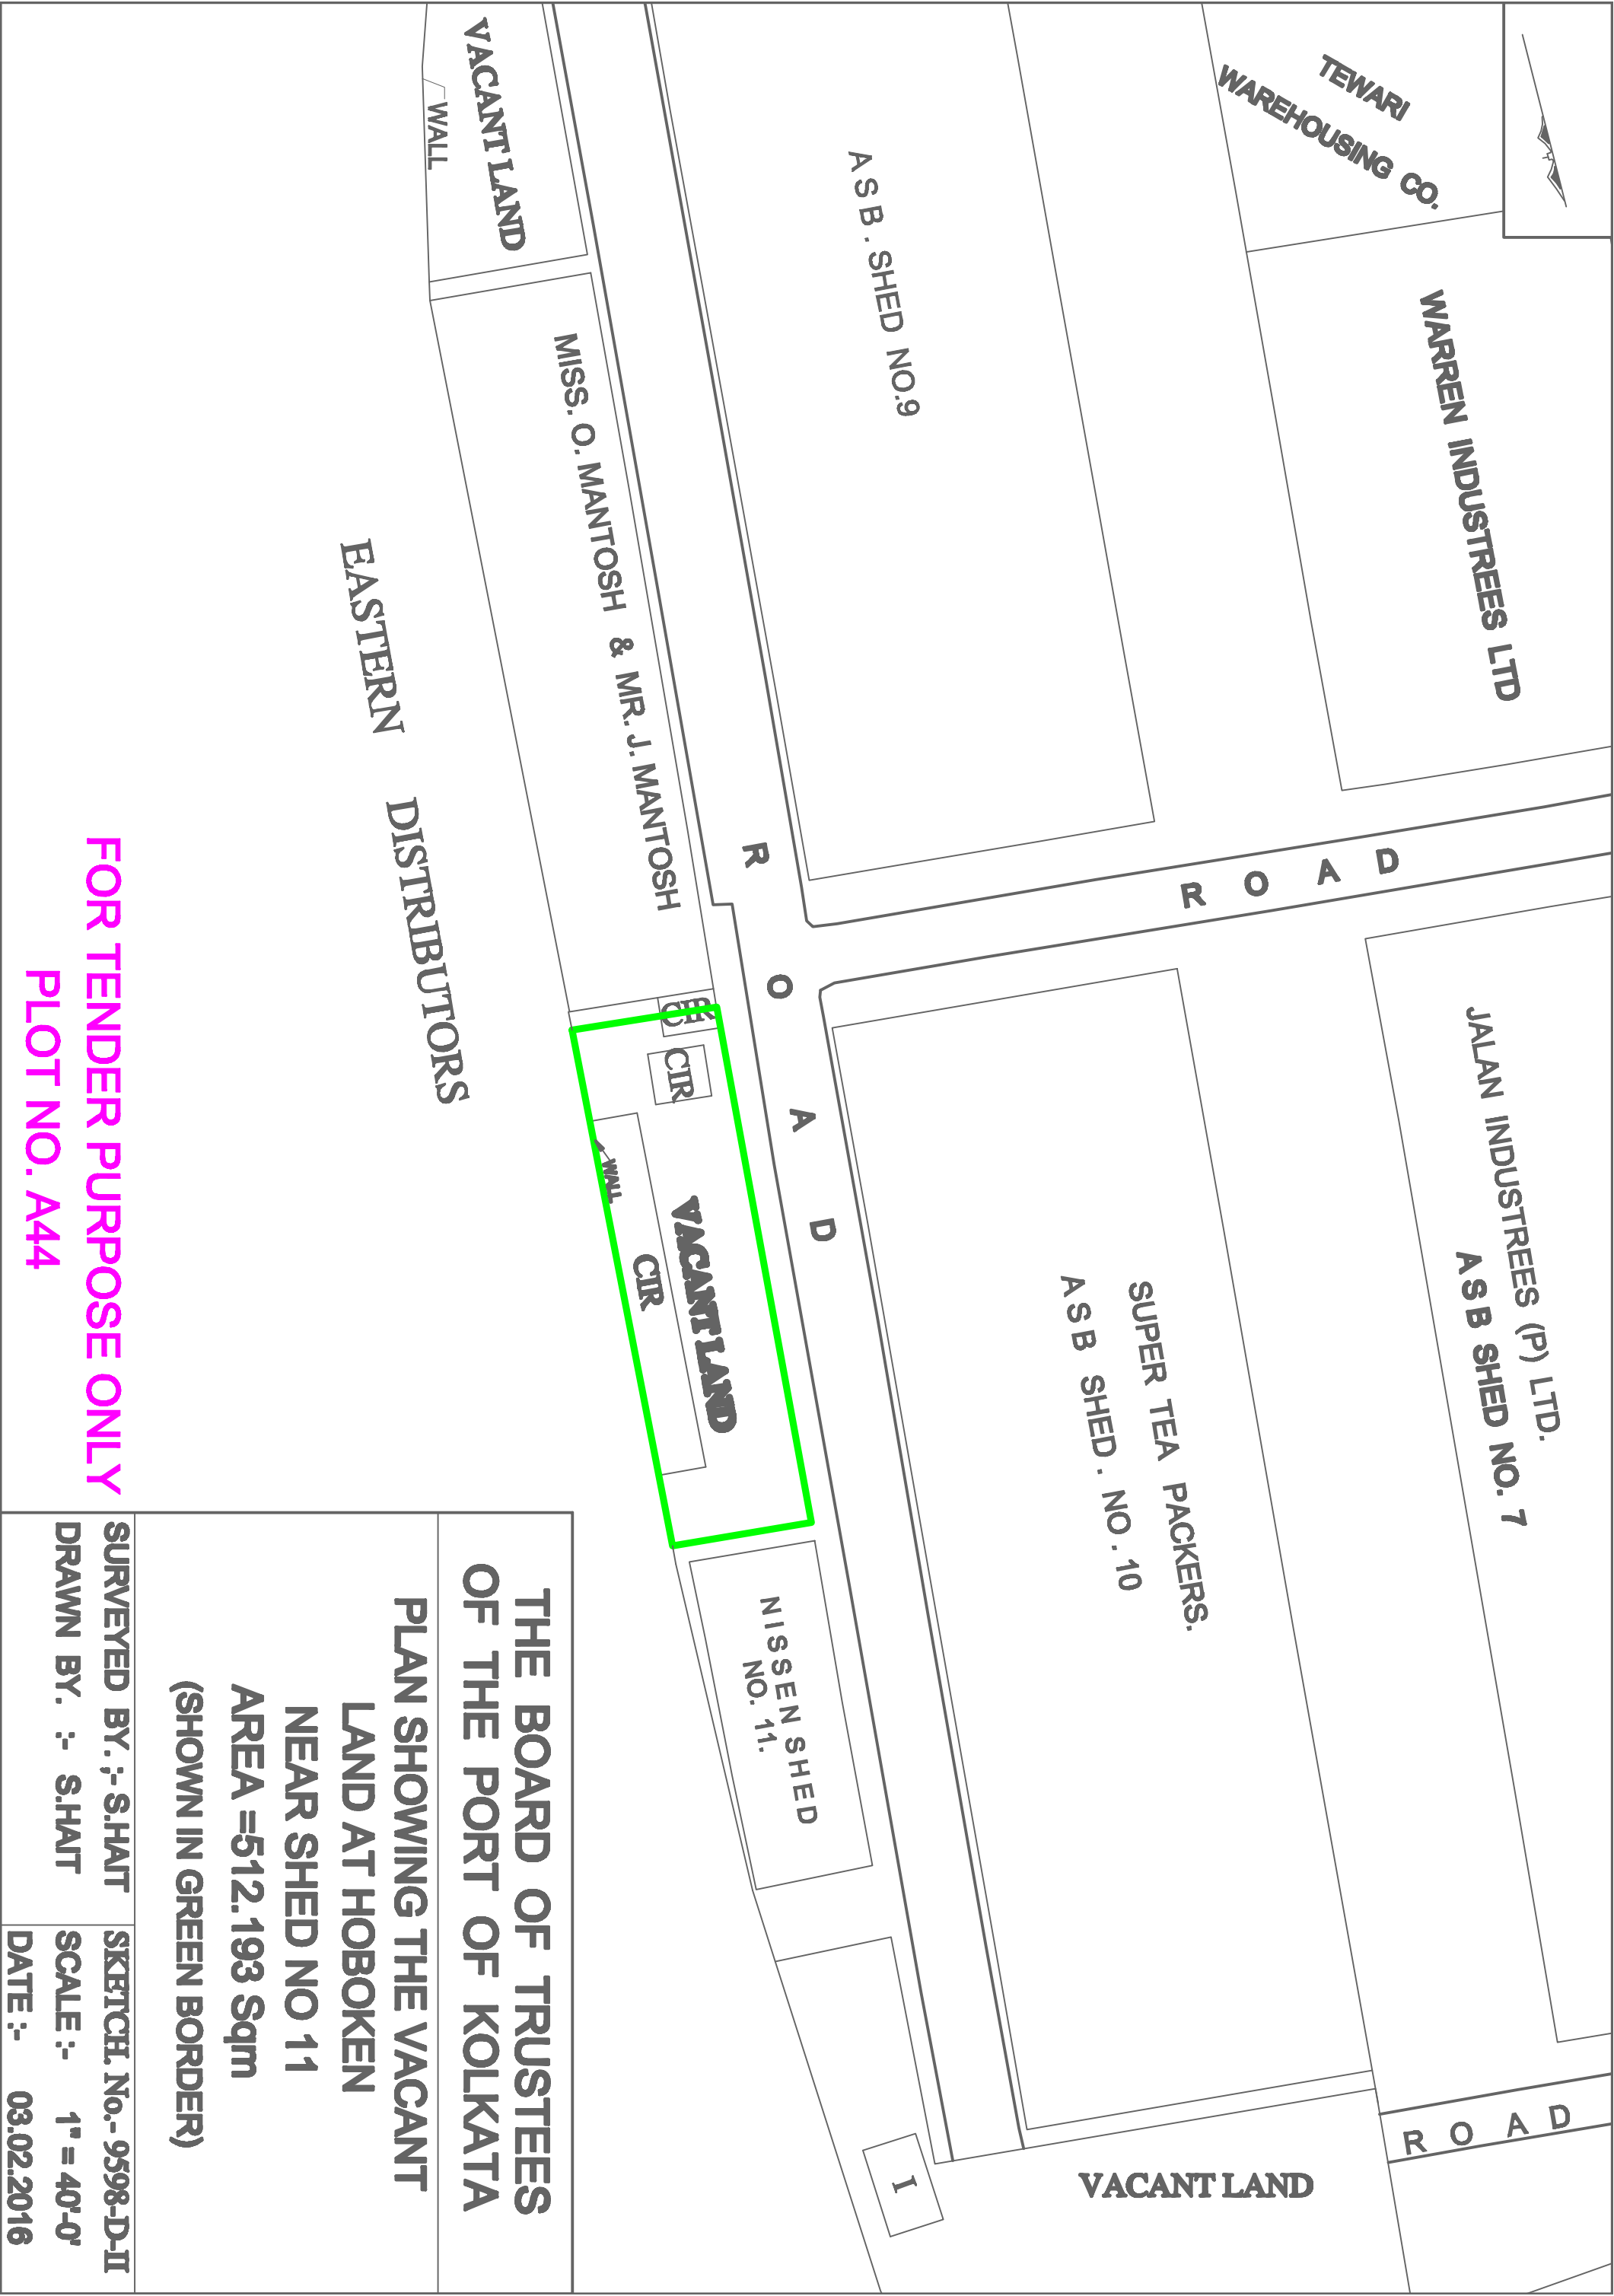 TEWARI
WAREHOUSING CO.
WARREN INDUSTREES LTD
A S B . SHED NO.9
VACANT LAND
WALL
MISS. O. MANTOSH & MR. J. MANTOSH
EASTERN DISTRIBUTORS
R O A D
R O A D
JALAN INDUSTREES (P) LTD.
A S B SHED NO. 7
SUPER TEA PACKERS.
A S B SHED . NO . 10
CIR
CIR
WALL
CIR
VACANT LAND
NISSEN SHED
NO. 11.
R O A D
VACANT LAND
I
FOR TENDER PURPOSE ONLY
PLOT NO. A44
THE BOARD OF TRUSTEES
OF THE PORT OF KOLKATA
PLAN SHOWING THE VACANT
LAND AT HOBOKEN
NEAR SHED NO 11
AREA =512.193 Sqm
(SHOWN IN GREEN BORDER)
SURVEYED BY. ;- S.HAIT
DRAWN BY. :- S.HAIT
SKETCH. No.- 9598-D-II
SCALE :- 1" = 40'-0'
DATE :- 03.02.2016